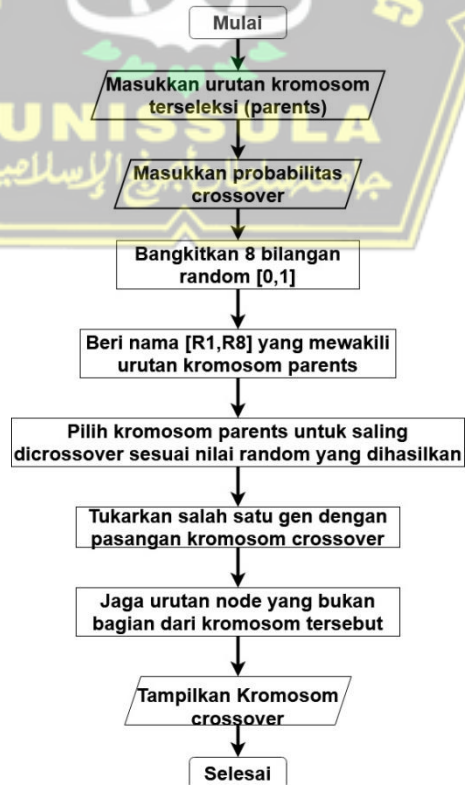 Mulai
Masukkan urutan kromosom
terseleksi (parents)
UNISSULA
Masukkan probabilitas
crossover
Bangkitkan 8 bilangan
random [0,1]
Beri nama [R1,R8] yang mewakili
urutan kromosom parents
Pilih kromosom parents untuk saling
dicrossover sesuai nilai random yang dihasilkan
Tukarkan salah satu gen dengan
pasangan kromosom crossover
Jaga urutan node yang bukan
bagian dari kromosom tersebut
Tampilkan Kromosom
crossover
Selesai